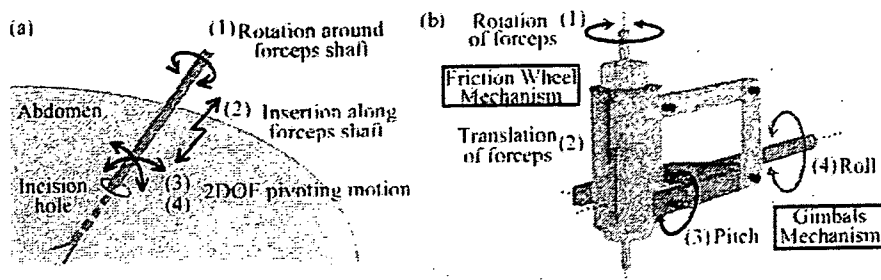 (a)
(1) Rotation around
forceps shaft
Abdomen
(2) Insertion along
forceps shaft
Incision
hole
(3)
(4)
2DOF pivoting motion
(b)
Rotation (1)
of forceps
Friction Wheel
Mechanism
Translation (2)
of forceps
(4) Roll
(3) Pitch
Gimbals
Mechanism